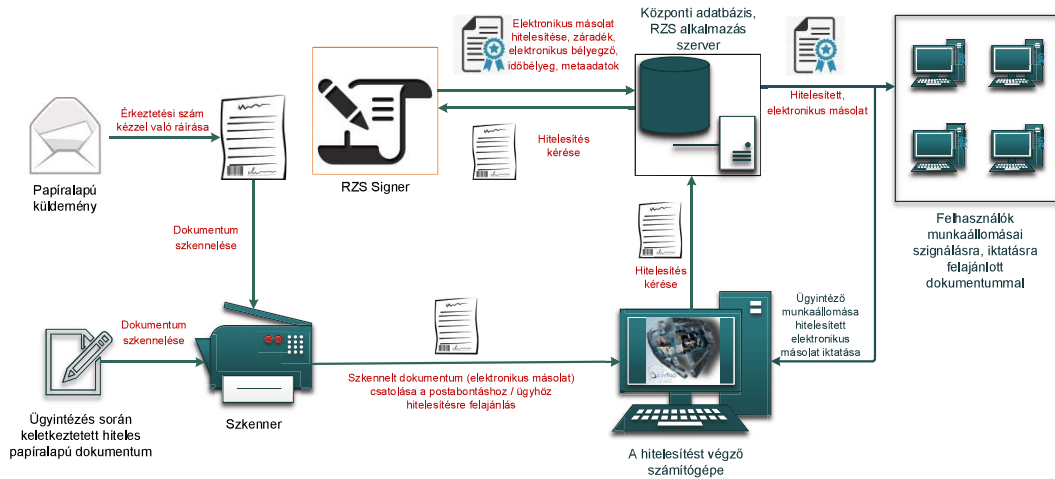 Elektronikus másolat
hitelesítése, záradék,
elektronikus bélyegző,
időbélyeg, metaadatok
Központi adatbázis,
RZS alkalmazás
szerver
Érkeztetési szám
kézzel való ráírása
Hitelesítés
kérése
Hitelesített,
elektronikus másolat
Papíralapú
küldemény
RZS Signer
Dokumentum
szkennelése
Hitelesítés
kérése
Felhasználók
munkaállomásai
szignálásra, iktatásra
felajánlott
dokumentummal
Dokumentum
szkennelése
Ügyintéző
munkaállomása
hitelesített
elektronikus
másolat iktatása
Szkennelt dokumentum (elektronikus másolat)
csatolása a postabontáshoz / ügyhöz
hitelesítésre felajánlás
Ügyintézés során
keletkeztetett hiteles
papíralapú dokumentum
Szkenner
A hitelesítést végző
számítógépe